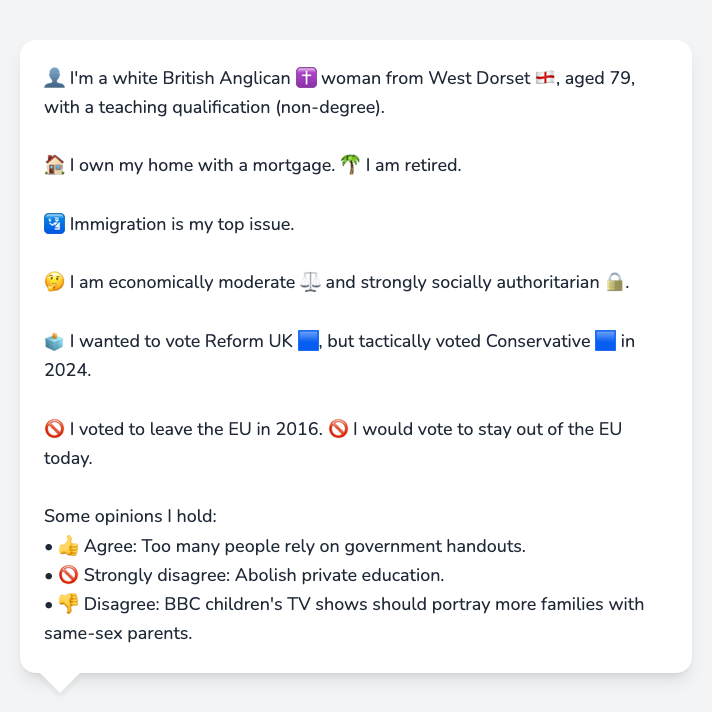 👤 I'm a white British Anglican ✝️ woman from West Dorset 🏴󠁧󠁢󠁥󠁮󠁧󠁿, aged 79,
with a teaching qualification (non-degree).
🏠 I own my home with a mortgage. 🌴 I am retired.
🛂 Immigration is my top issue.
🤔 I am economically moderate ⚖️ and strongly socially authoritarian 🔒.
🗳️ I wanted to vote Reform UK 🟦, but tactically voted Conservative 🟦 in
2024.
🚫 I voted to leave the EU in 2016. 🚫 I would vote to stay out of the EU
today.
Some opinions I hold:
• 👍 Agree: Too many people rely on government handouts.
• 🚫 Strongly disagree: Abolish private education.
• 👎 Disagree: BBC children's TV shows should portray more families with
same-sex parents.